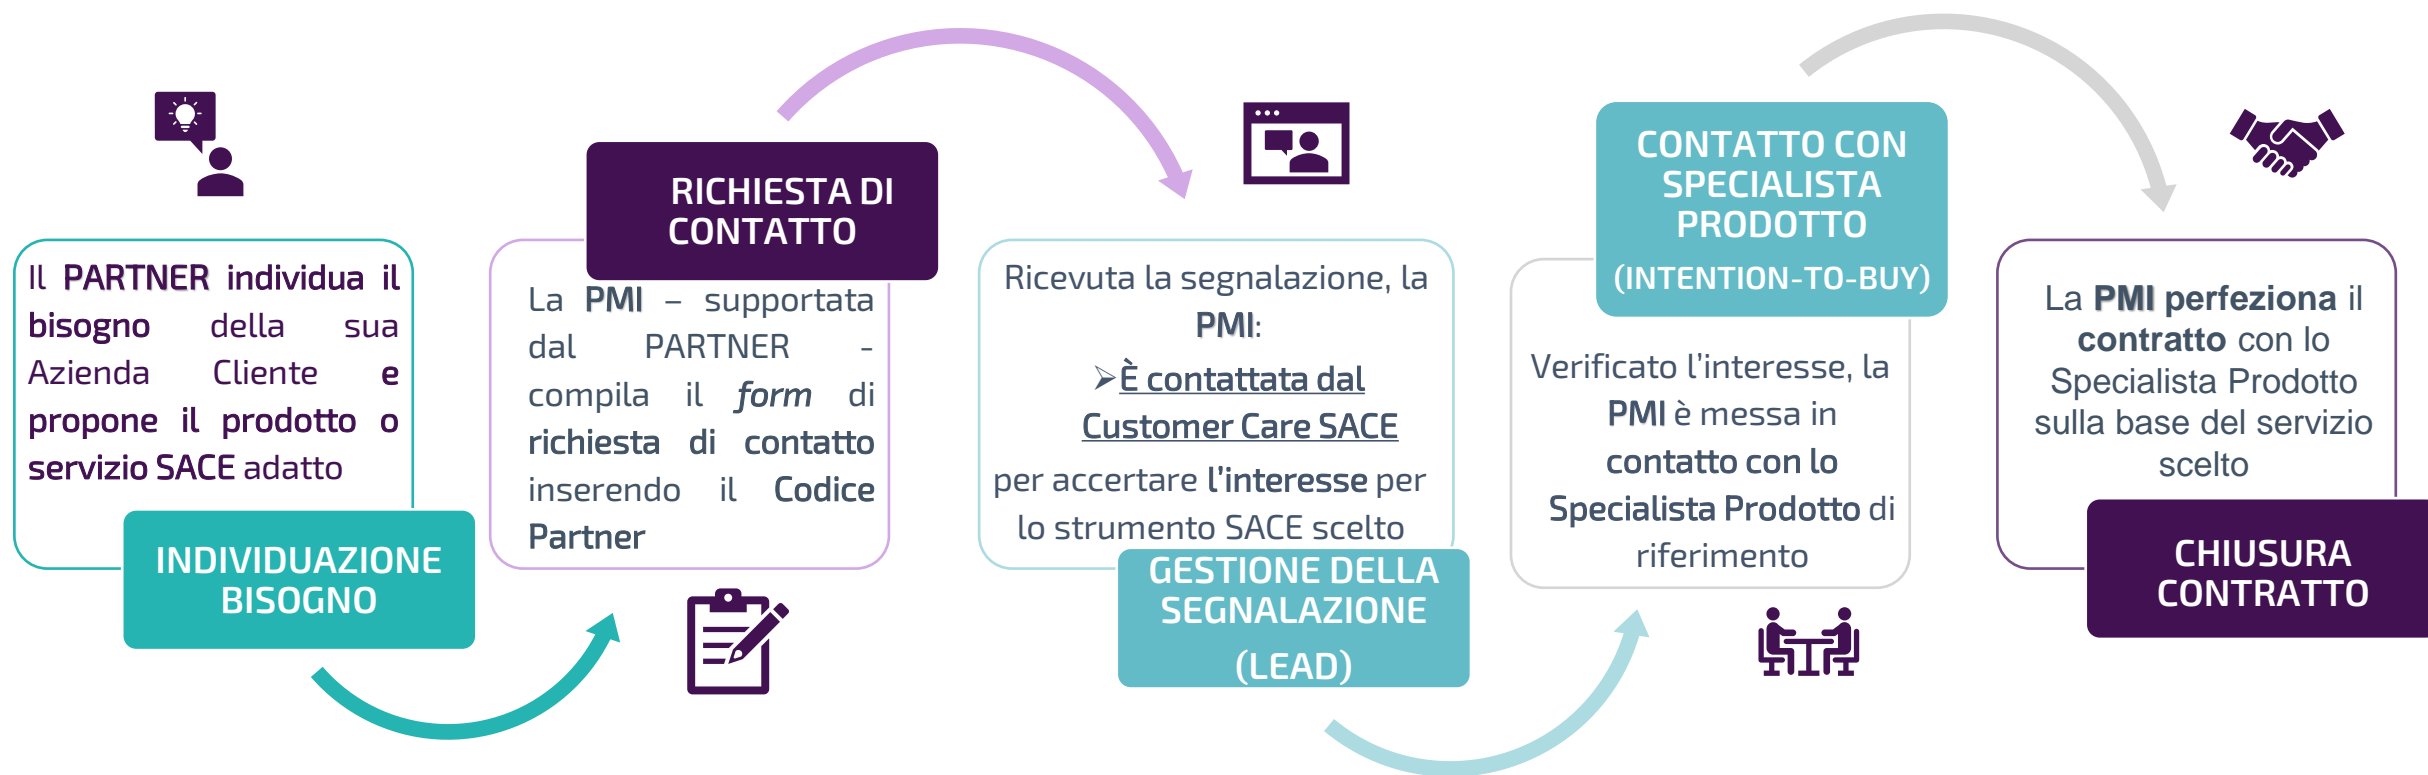 Il PARTNER individua il
bisogno della sua
Azienda Cliente e
propone il prodotto o
servizio SACE adatto
INDIVIDUAZIONE
BISOGNO
RICHIESTA DI
CONTATTO
La PMI – supportata
dal PARTNER -
compila il form di
richiesta di contatto
inserendo il Codice
Partner
Ricevuta la segnalazione, la
PMI:
➢È contattata dal
Customer Care SACE
per accertare l’interesse per
lo strumento SACE scelto
GESTIONE DELLA
SEGNALAZIONE
(LEAD)
CONTATTO CON
SPECIALISTA
PRODOTTO
(INTENTION-TO-BUY)
Verificato l’interesse, la
PMI è messa in
contatto con lo
Specialista Prodotto di
riferimento
La PMI perfeziona il
contratto con lo
Specialista Prodotto
sulla base del servizio
scelto
CHIUSURA
CONTRATTO